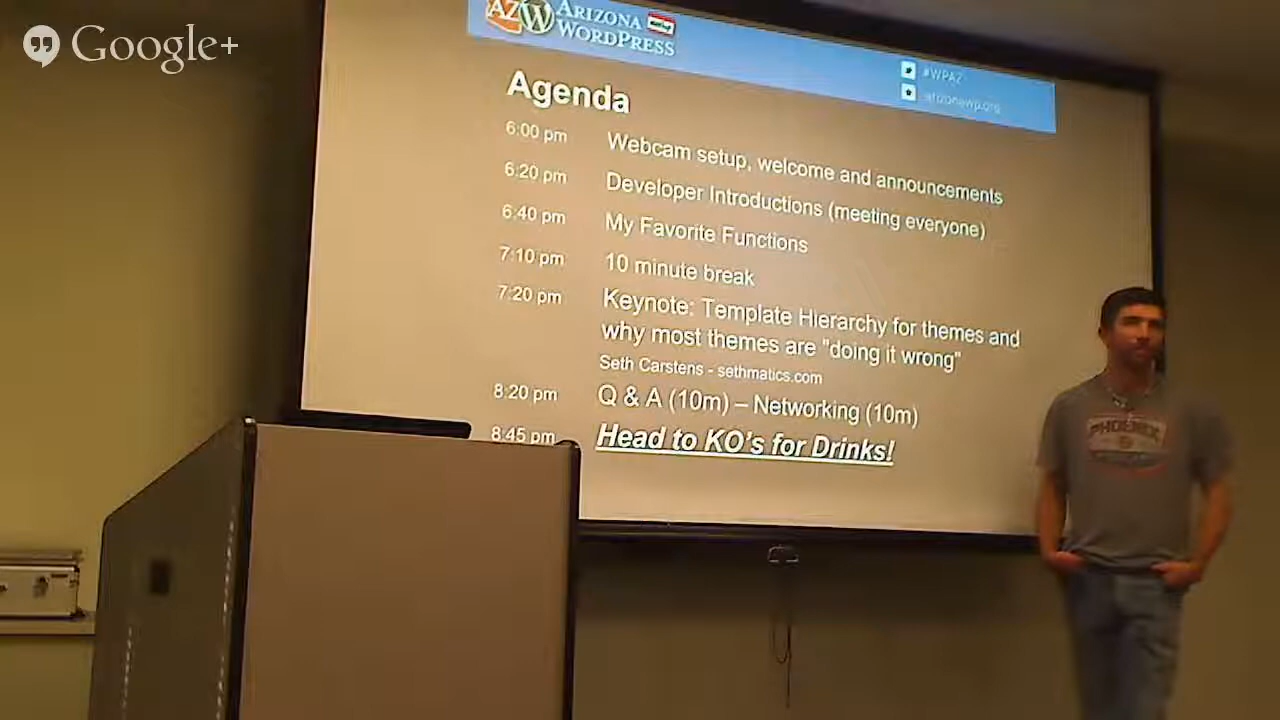 Google+
AZW ARIZONA
WORDPRESS
#WPAZ
arizonawp.org
Agenda
6:00 pm Webcam setup, welcome and announcements
6:20 pm Developer Introductions (meeting everyone)
6:40 pm My Favorite Functions
7:10 pm 10 minute break
7:20 pm Keynote: Template Hierarchy for themes and
why most themes are "doing it wrong"
Seth Carstens - sethmatics.com
8:20 pm Q & A (10m) – Networking (10m)
8:45 pm Head to KO's for Drinks!
PHOENIX